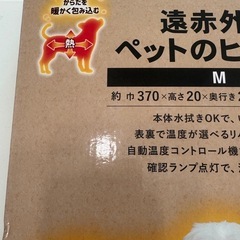 からだを
暖かく包み込む
熱
遠赤外
ペットのヒ
M
約 巾370×高さ20×奥行き
本体水拭きOKで、
表裏で温度が選べるリ
自動温度コントロール機
確認ランプ点灯で、